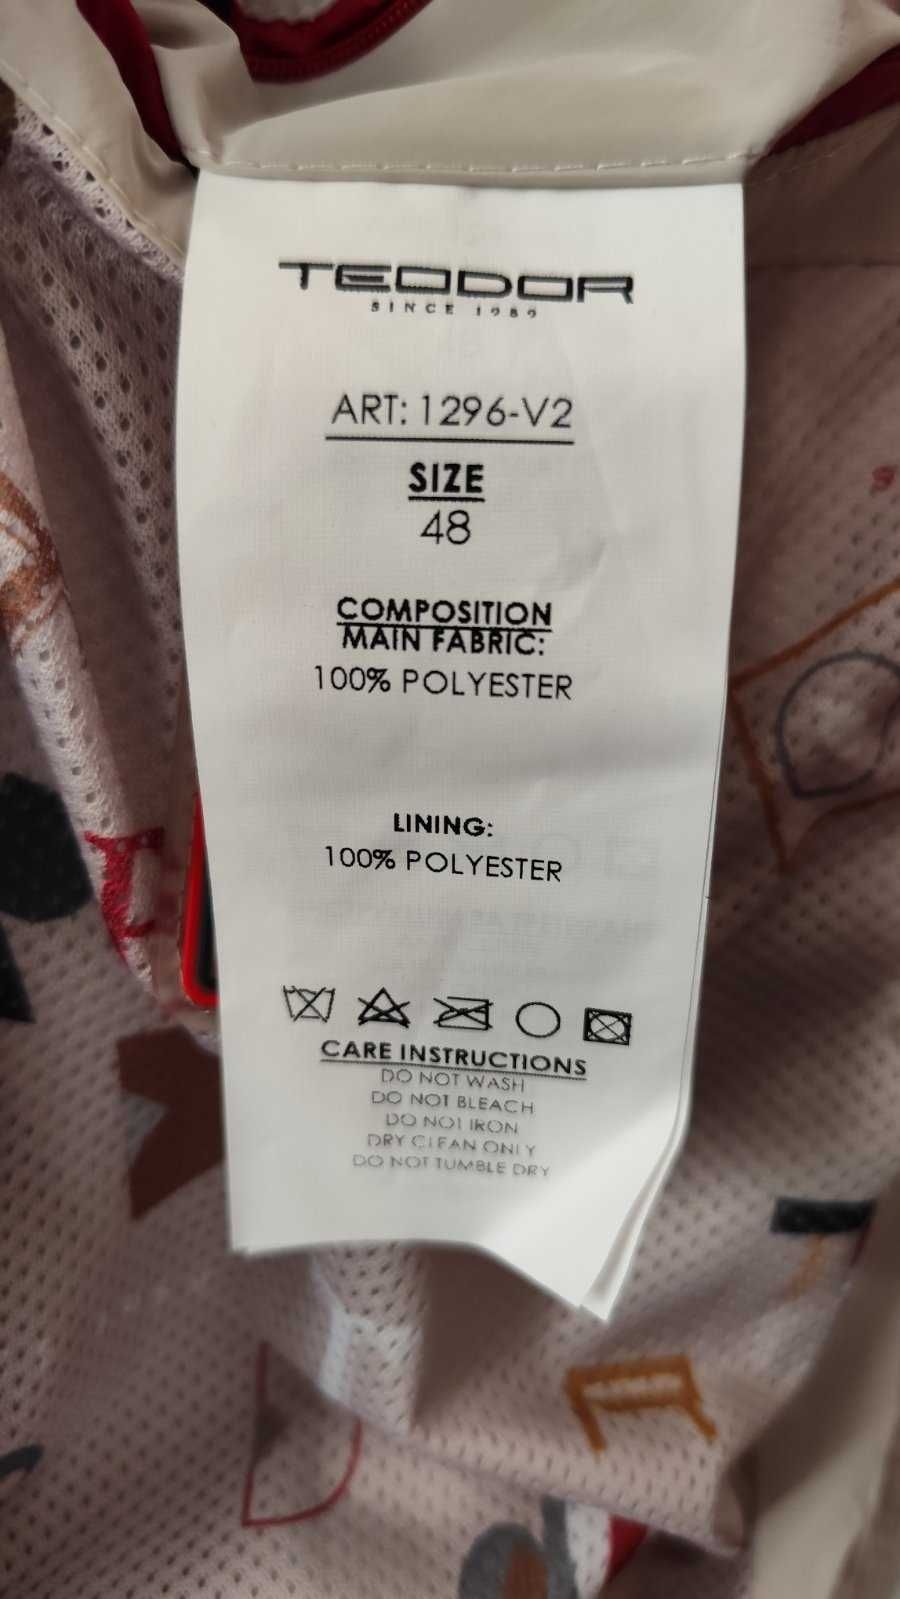 TEODOR
SINCE 1989
ART: 1296-V2
SIZE
48
COMPOSITION
MAIN FABRIC:
100% POLYESTER
LINING:
100% POLYESTER
CARE INSTRUCTIONS
DO NOT WASH
DO NOT BLEACH
DO NOT IRON
DRY CLEAN ONLY
DO NOT TUMBLE DRY